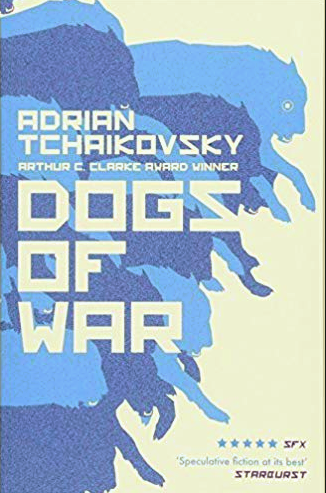 ADRIAN
TCHAIKOVSKY
ARTHUR C. CLARKE AWARD WINNER
DOGS
OF
WAR
★★★★★ SFX
‘Speculative fiction at its best’
STARBURST